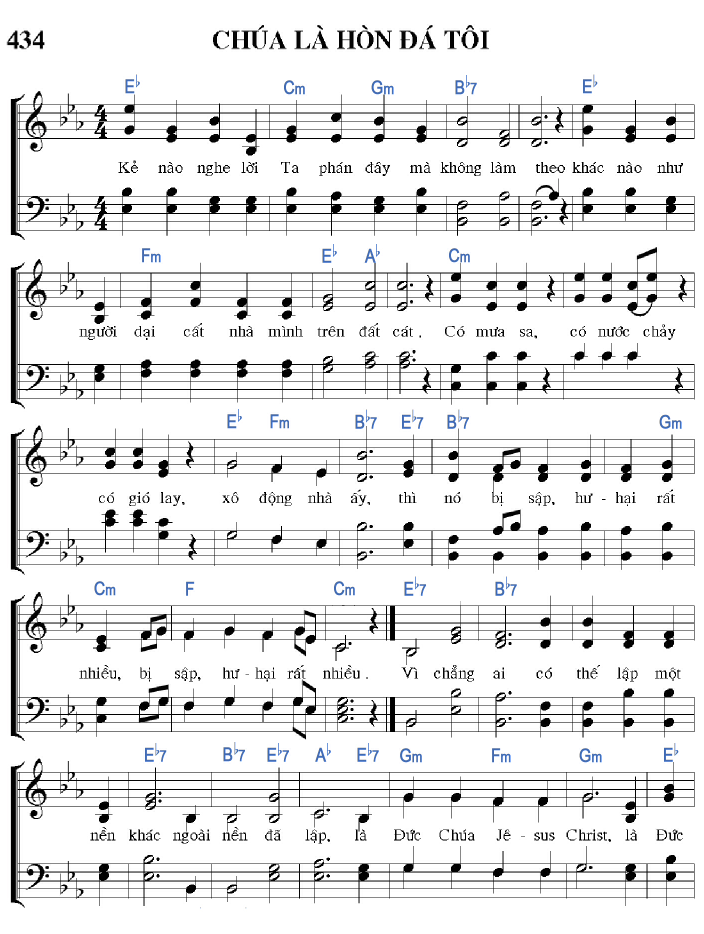 434 CHÚA LÀ HÒN ĐÁ TÔI
E♭ Cm Gm B♭7 E♭
Kẻ nào nghe lời Ta phán dầy mà không làm theo khác nào như
Fm E♭ A♭ Cm
người dại cất nhà mình trên đất cát. Có mưa sa, có nước chảy
E♭ Fm B♭7 E♭7 B♭7 Gm
có gió lay, xô động nhà ấy, thì nó bị sập, hư-hại rất
Cm F Cm E♭7 B♭7
nhiều, bị sập, hư-hại rất nhiều. Vì chẳng ai có thế lập một
E♭7 B♭7 E♭7 A♭ E♭7 Gm Fm Gm E♭
nền khác ngoài nền đã lập, là Đức Chúa Jê-sus Christ, là Đức